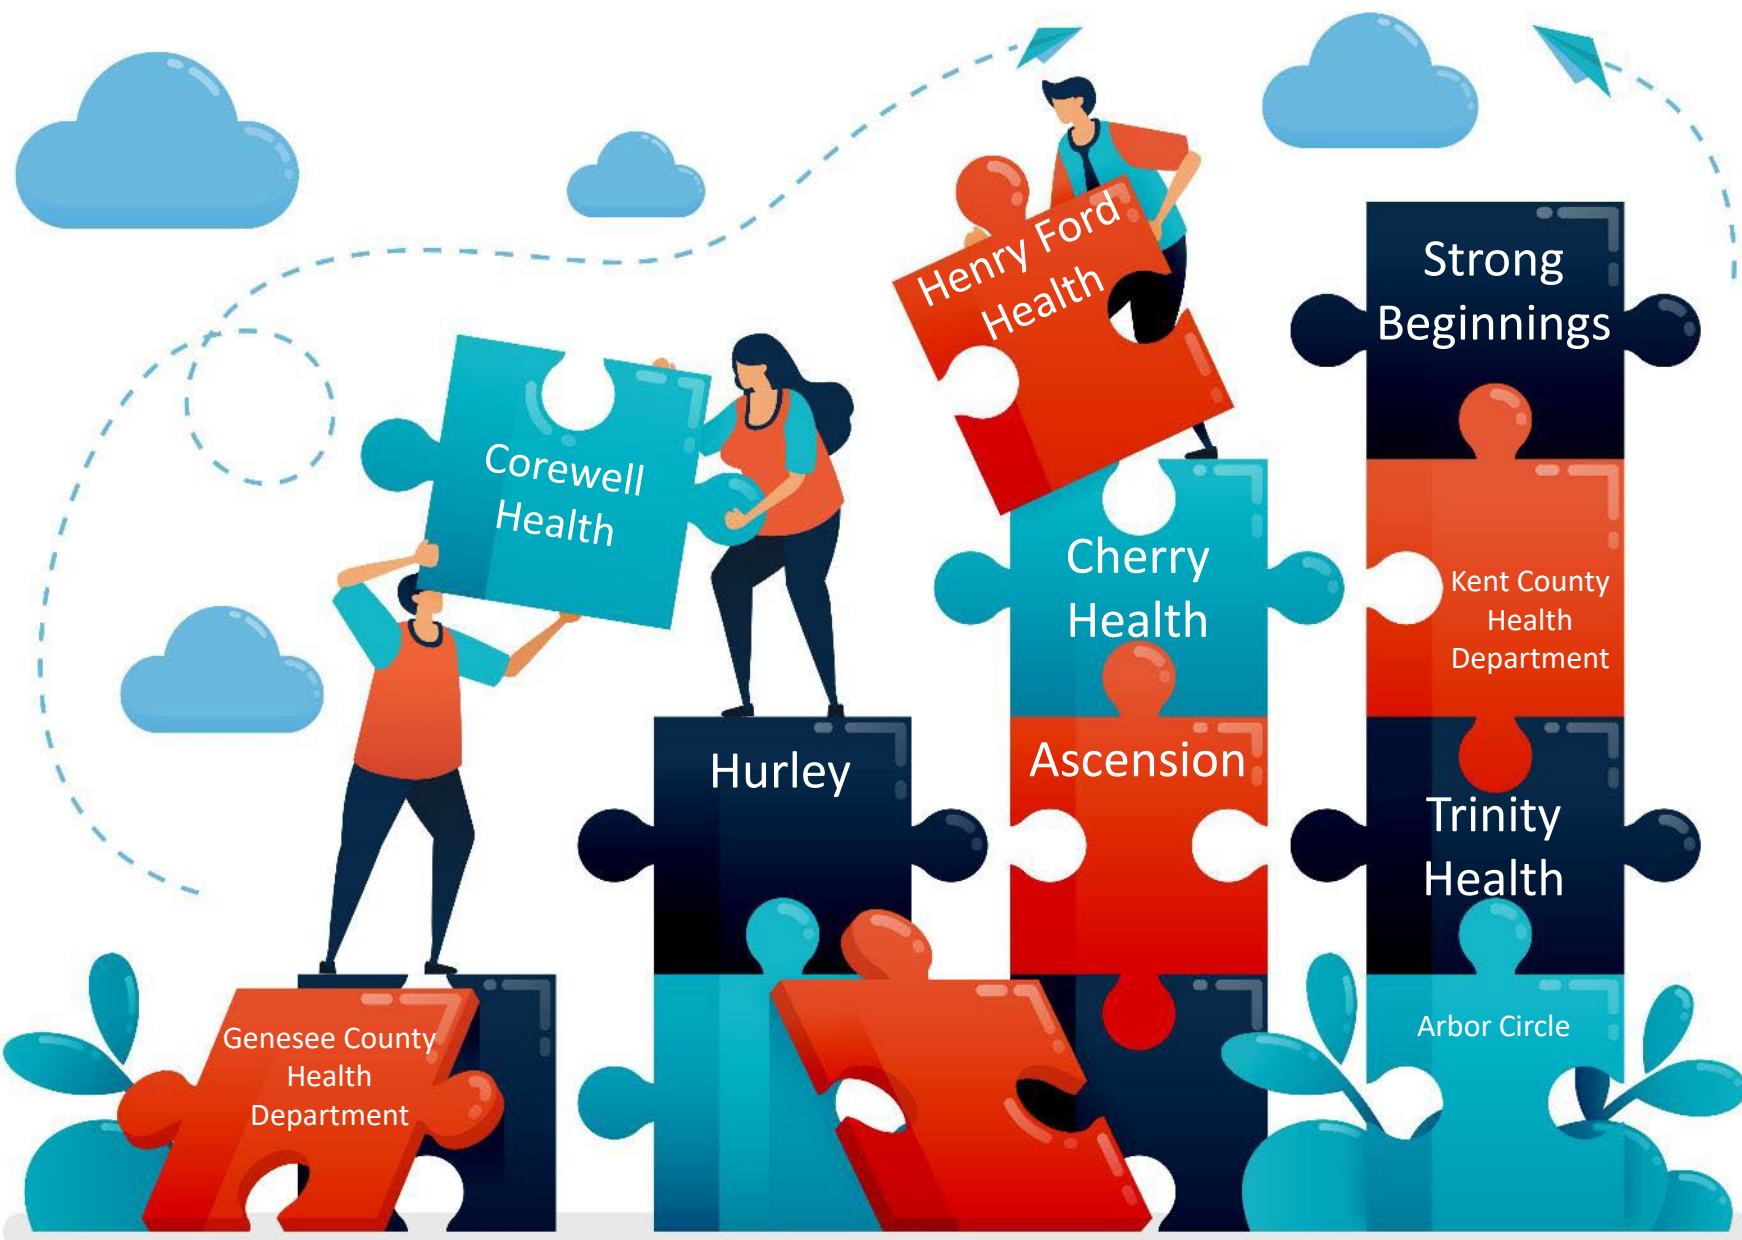 Henry Ford
Health
Strong
Beginnings
Corewell
Health
Cherry
Health
Kent County
Health
Department
Hurley
Ascension
Trinity
Health
Genesee County
Health
Department
Arbor Circle